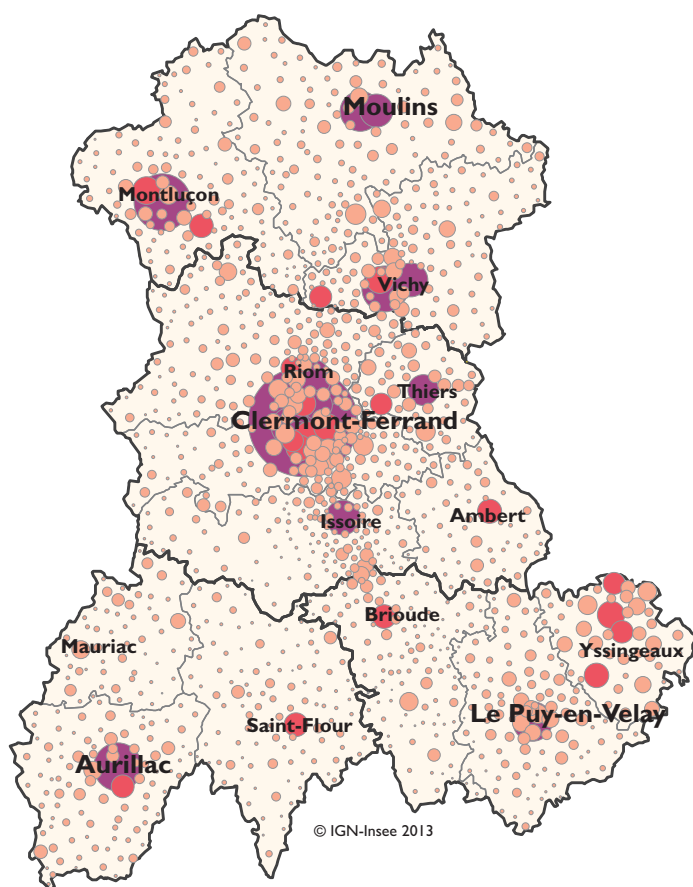 Moulins
Montluçon
Vichy
Riom
Thiers
Clermont-Ferrand
Issoire
Ambert
Brioude
Mauriac
Yssingeaux
Le Puy-en-Velay
Saint-Flour
Aurillac
© IGN-Insee 2013